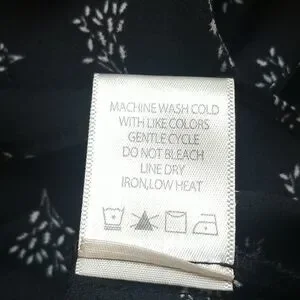 MACHINE WASH COLD
WITH LIKE COLORS
GENTLE CYCLE
DO NOT BLEACH
LINE DRY
IRON,LOW HEAT